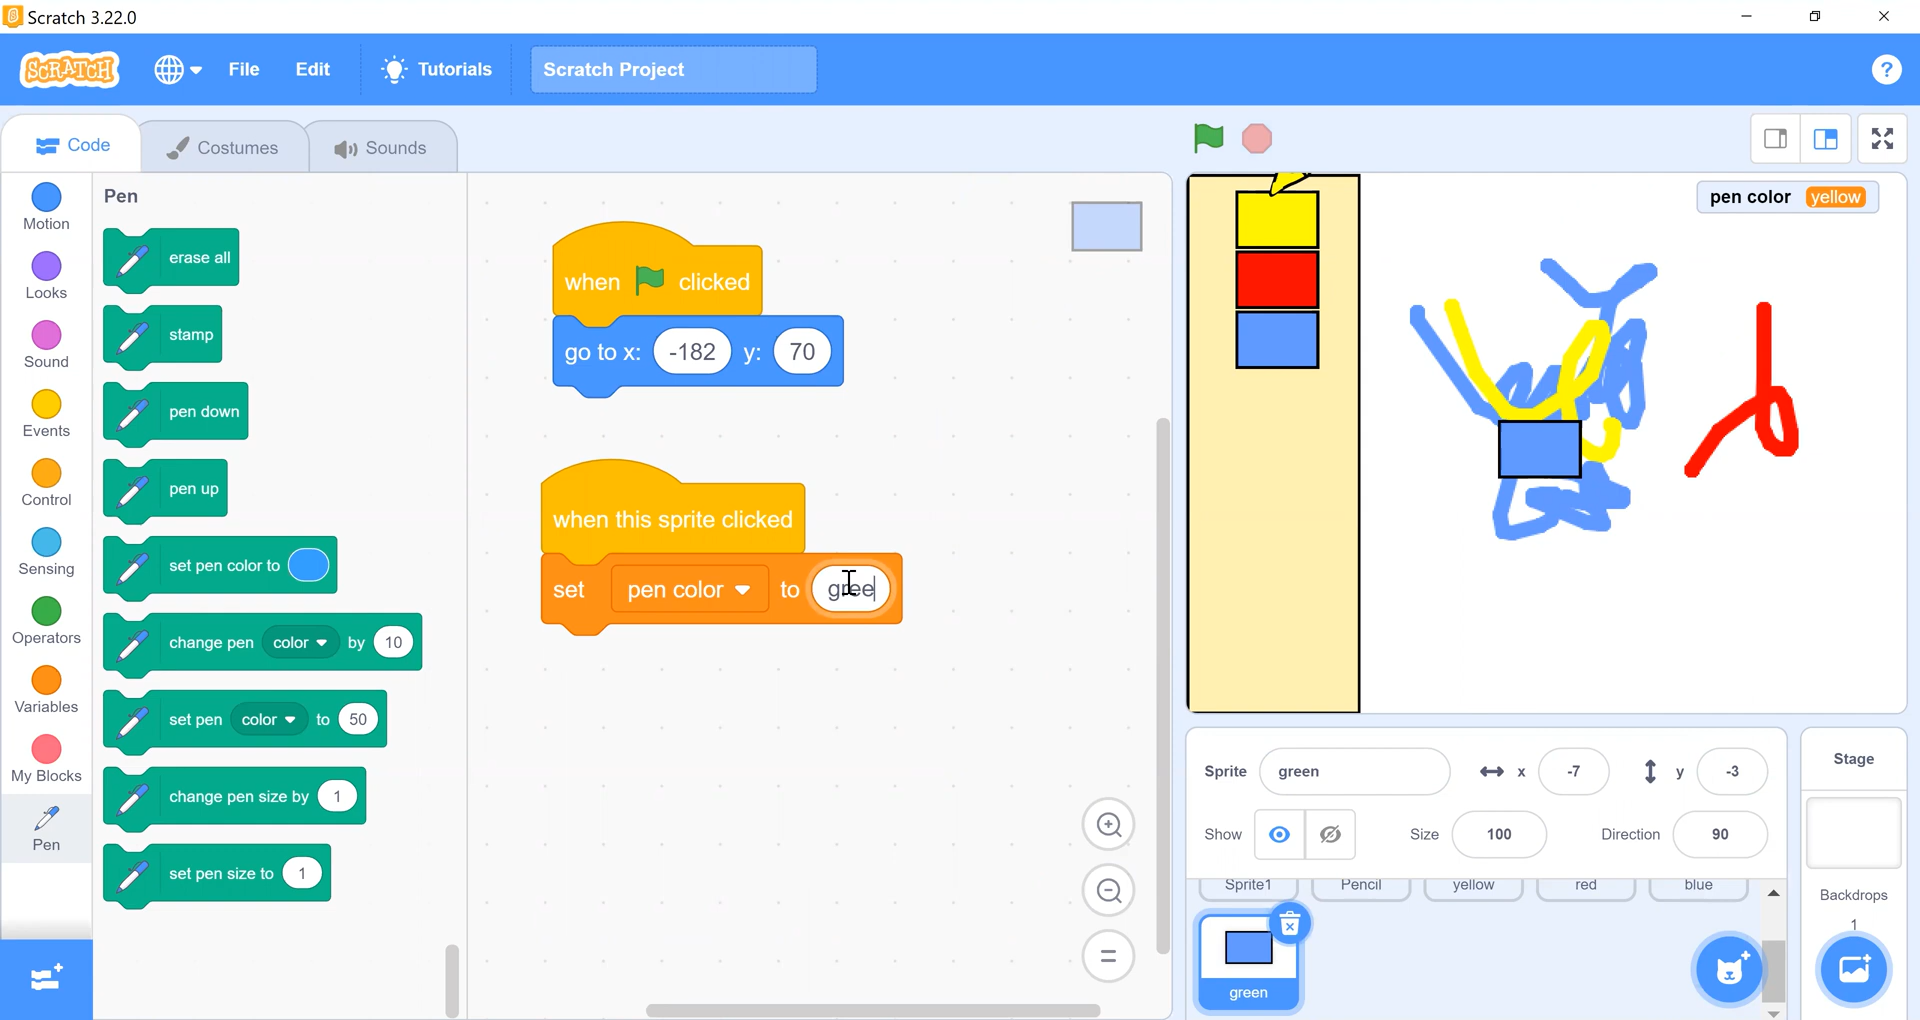 Scratch 3.22.0
SCRATCH
File
Edit
Tutorials
Scratch Project
?
Code
Costumes
Sounds
Motion
Looks
Sound
Events
Control
Sensing
Operators
Variables
My Blocks
Pen
Pen
erase all
stamp
pen down
pen up
set pen color to
change pen color by 10
set pen color to 50
change pen size by 1
set pen size to 1
when clicked
go to x: -182 y: 70
when this sprite clicked
set pen color to gree
pen color yellow
Sprite green x -7 y -3
Show Size 100 Direction 90
Sprite1
Pencil
yellow
red
blue
green
Stage
Backdrops
1